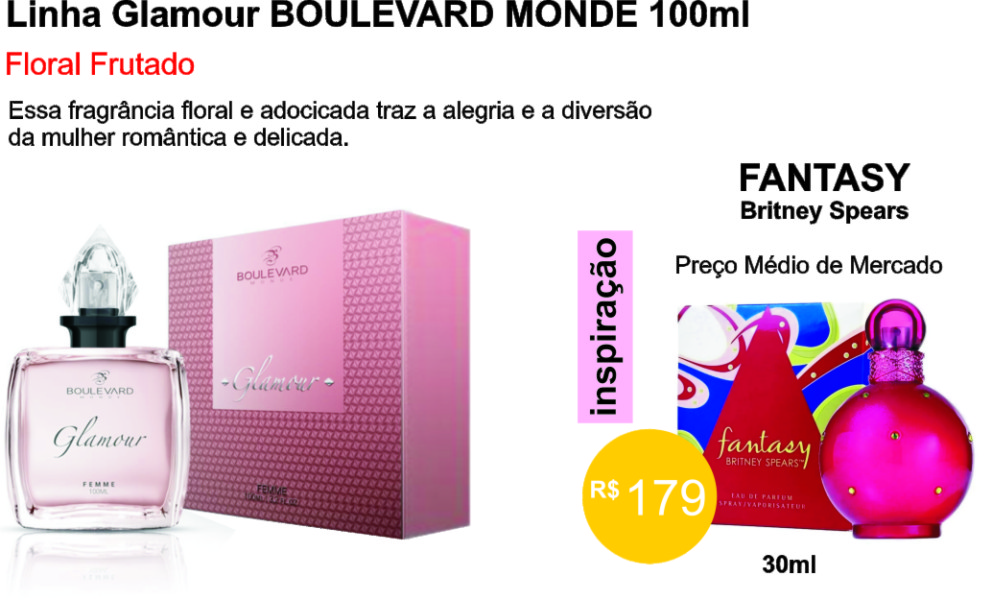 Linha Glamour BOULEVARD MONDE 100ml
Floral Frutado
Essa fragrância floral e adocicada traz a alegria e a diversão
da mulher romântica e delicada.
FANTASY
Britney Spears
Preço Médio de Mercado
inspiração
BOULEVARD
MONDE
Glamour
FEMME
BOULEVARD
MONDE
Glamour
FEMME
100ML
fantasy
BRITNEY SPEARS™
EAU DE PARFUM
SPRAY/VAPORISATEUR
R$ 179
30ml